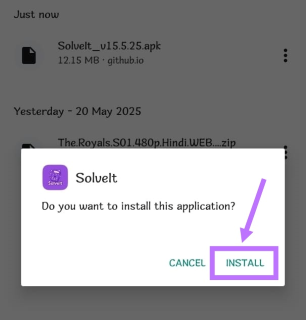 Just now
SolveIt_v15.5.25.apk
12.15 MB · github.io
Yesterday - 20 May 2025
The.Royals.S01.480p.Hindi.WEB....zip
SolveIt
SolveIt
Do you want to install this application?
CANCEL INSTALL